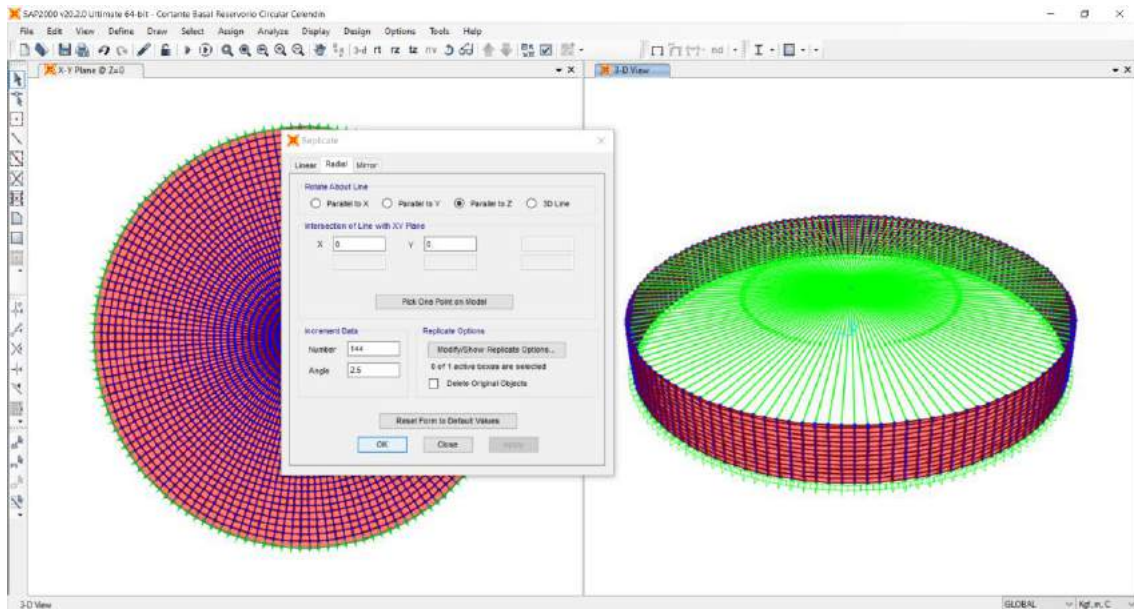 SAP2000 v20.2.0 Ultimate 64-bit - Cortante Basal Reservorio Circular Cerendin
File Edit View Define Draw Select Assign Analyze Display Design Options Tools Help
3-d
nd
X-Y Plane @ Z=0
3-D View
Replicate
Linear Radial Mirror
Rotate About Line
Parallel to X Parallel to Y Parallel to Z 3D Line
Intersection of Line with XY Plane
X 0 Y 0
Pick One Point on Model
Increment Data
Number 144
Angle 2.5
Replicate Options
Modify/Show Replicate Options...
0 of 1 active boxes are selected
Delete Original Objects
Reset Form to Default Values
OK Close Apply
3-D View
GLOBAL Kgf, m, C